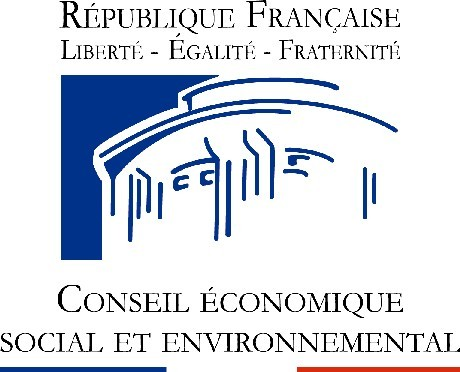 RÉPUBLIQUE FRANÇAISE
LIBERTÉ - ÉGALITÉ - FRATERNITÉ
CONSEIL ÉCONOMIQUE
SOCIAL ET ENVIRONNEMENTAL